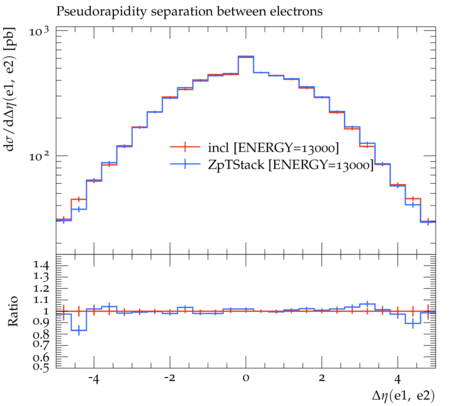 Pseudorapidity separation between electrons
dσ/dΔη(e1, e2) [pb]
10³
10²
incl [ENERGY=13000]
ZpTStack [ENERGY=13000]
Ratio
1.4
1.3
1.2
1.1
1
0.9
0.8
0.7
0.6
0.5
-4 -2 0 2 4
Δη(e1, e2)